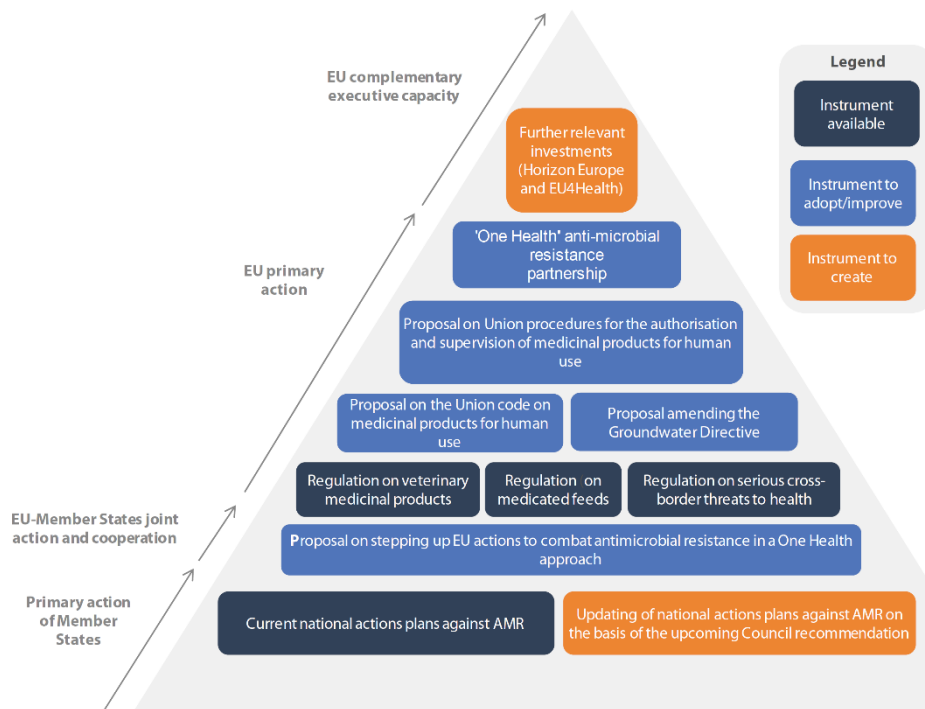 EU complementary
executive capacity
EU primary
action
EU-Member States joint
action and cooperation
Primary action
of Member
States
Further relevant
investments
(Horizon Europe
and EU4Health)
'One Health" anti-microbial
resistance
partnership
Proposal on Union procedures for the authorisation
and supervision of medicinal products for human
use
Proposal on the Union code on
medicinal products for human
use
Proposal amending the
Groundwater Directive
Regulation on veterinary
medicinal products
Regulation on
medicated feeds
Regulation on serious cross-
border threats to health
Proposal on stepping up EU actions to combat antimicrobial resistance in a One Health
approach
Current national actions plans against AMR
Updating of national actions plans against AMR on
the basis of the upcoming Council recommendation
Legend
Instrument
available
Instrument to
adopt/improve
Instrument to
create